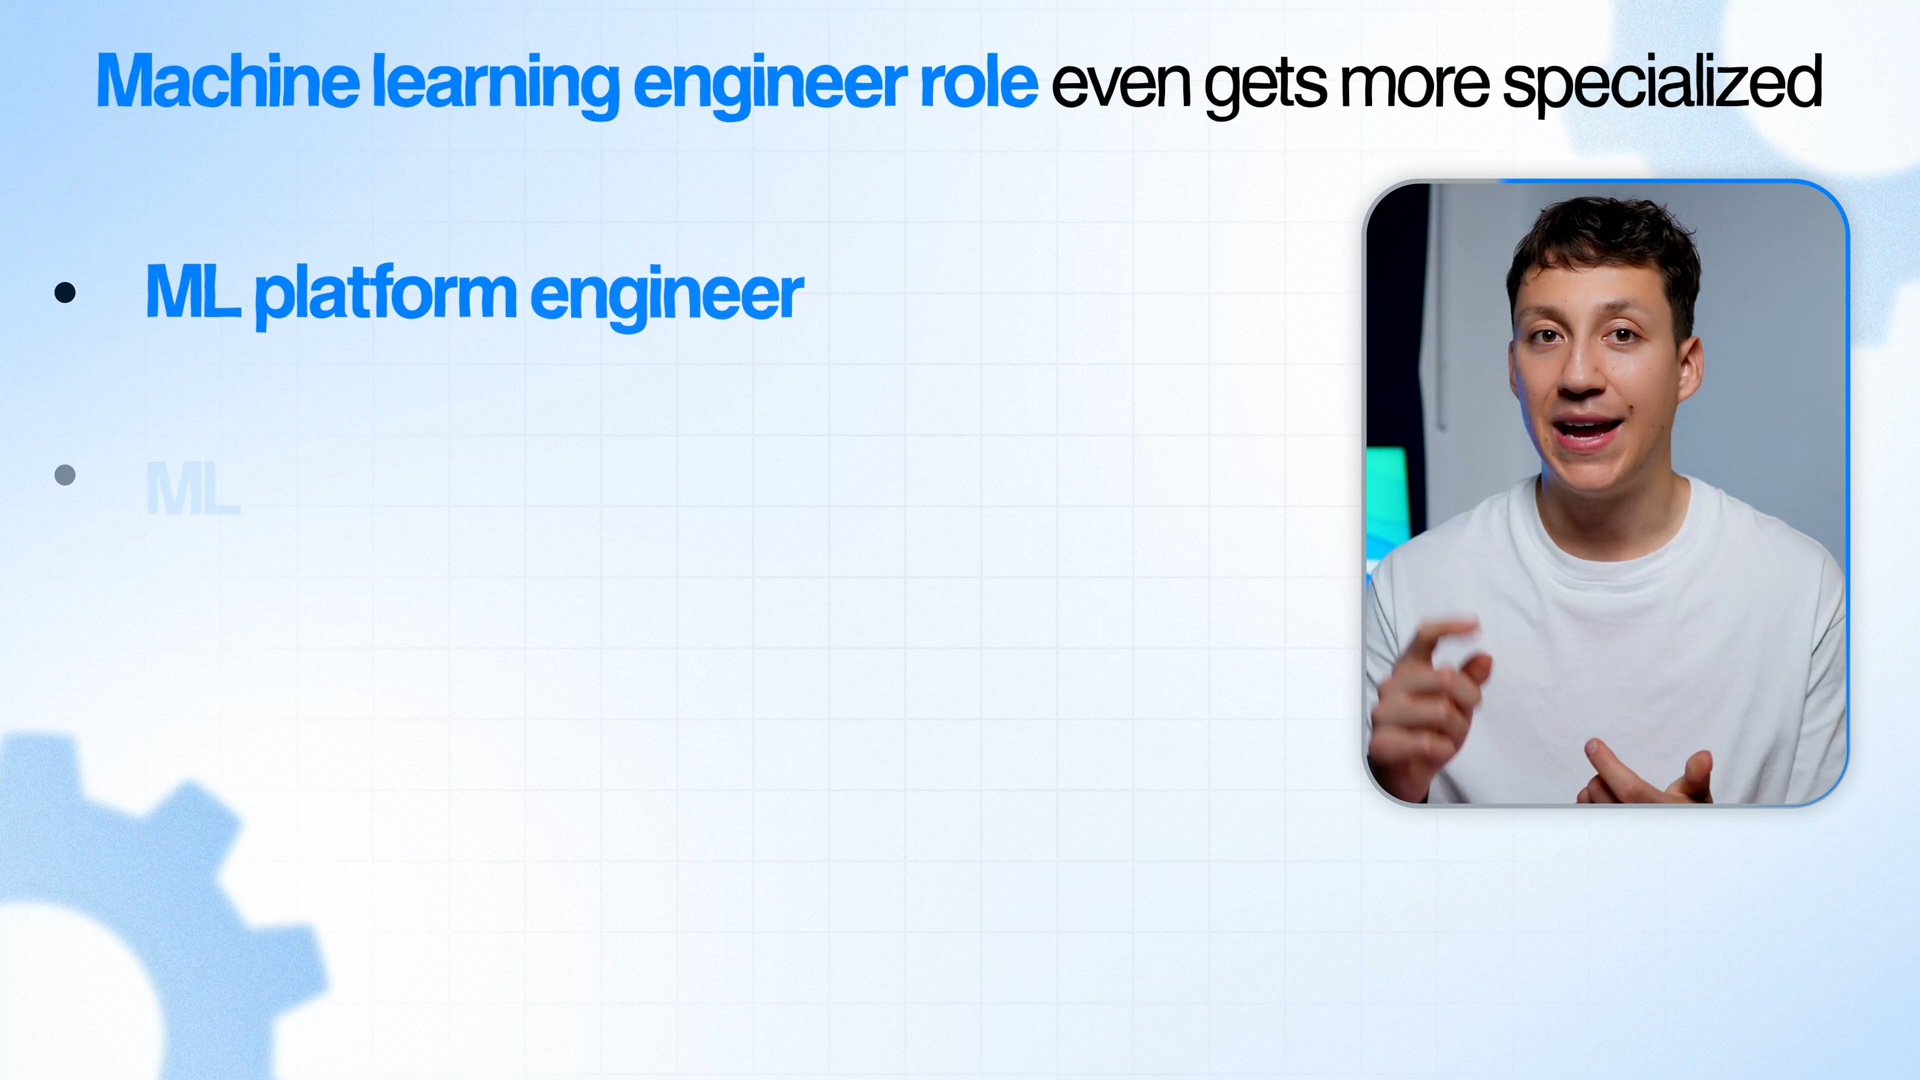 Machine learning engineer role even gets more specialized
• ML platform engineer
• ML